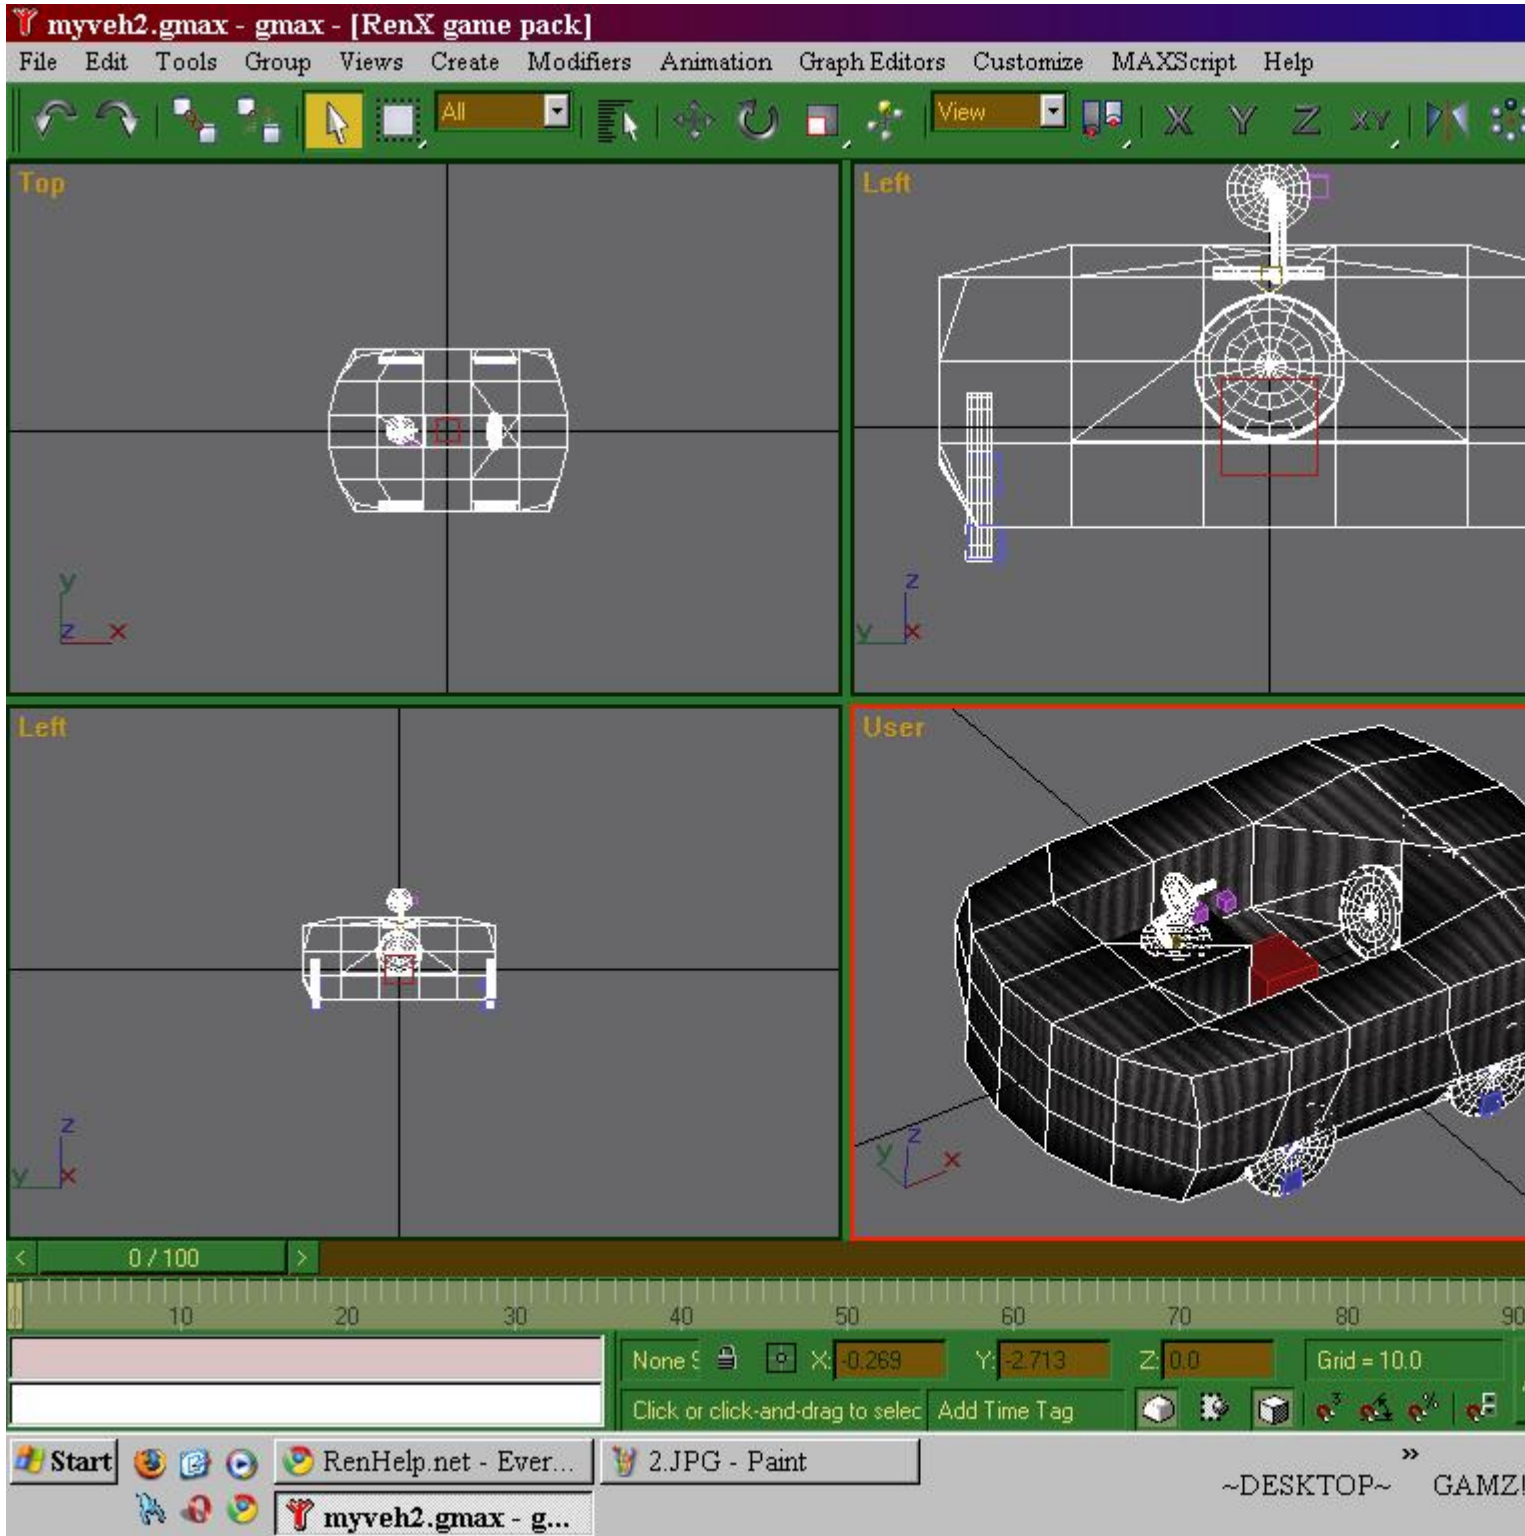 myveh2.gmax - gmax - [RenX game pack]
File Edit Tools Group Views Create Modifiers Animation Graph Editors Customize MAXScript Help
All View X Y Z XY
Top
Left
y
z x
z
y x
Left
User
z
y x
z
y x
< 0 / 100 >
0 10 20 30 40 50 60 70 80 90
None S X: -0.269 Y: -2.713 Z: 0.0 Grid = 10.0
Click or click-and-drag to selec Add Time Tag
Start RenHelp.net - Ever... 2.JPG - Paint »
~DESKTOP~ GAMZ!
myveh2.gmax - g...